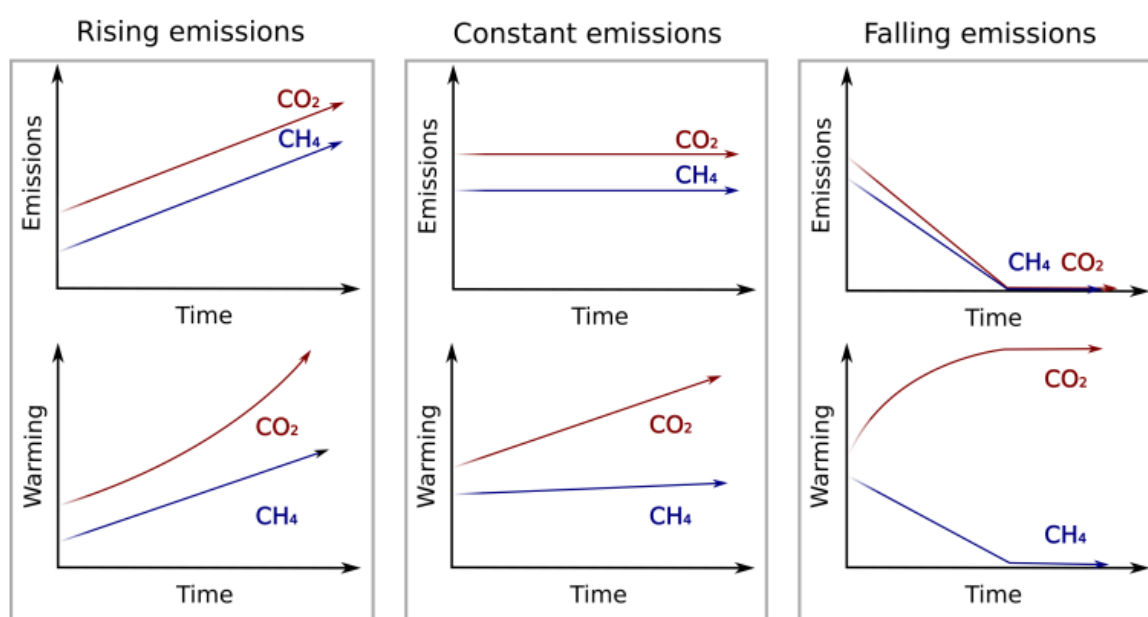 Rising emissions
Emissions
CO₂
CH₄
Time
Warming
CO₂
CH₄
Time
Constant emissions
Emissions
CO₂
CH₄
Time
Warming
CO₂
CH₄
Time
Falling emissions
Emissions
CH₄ CO₂
Time
Warming
CO₂
CH₄
Time